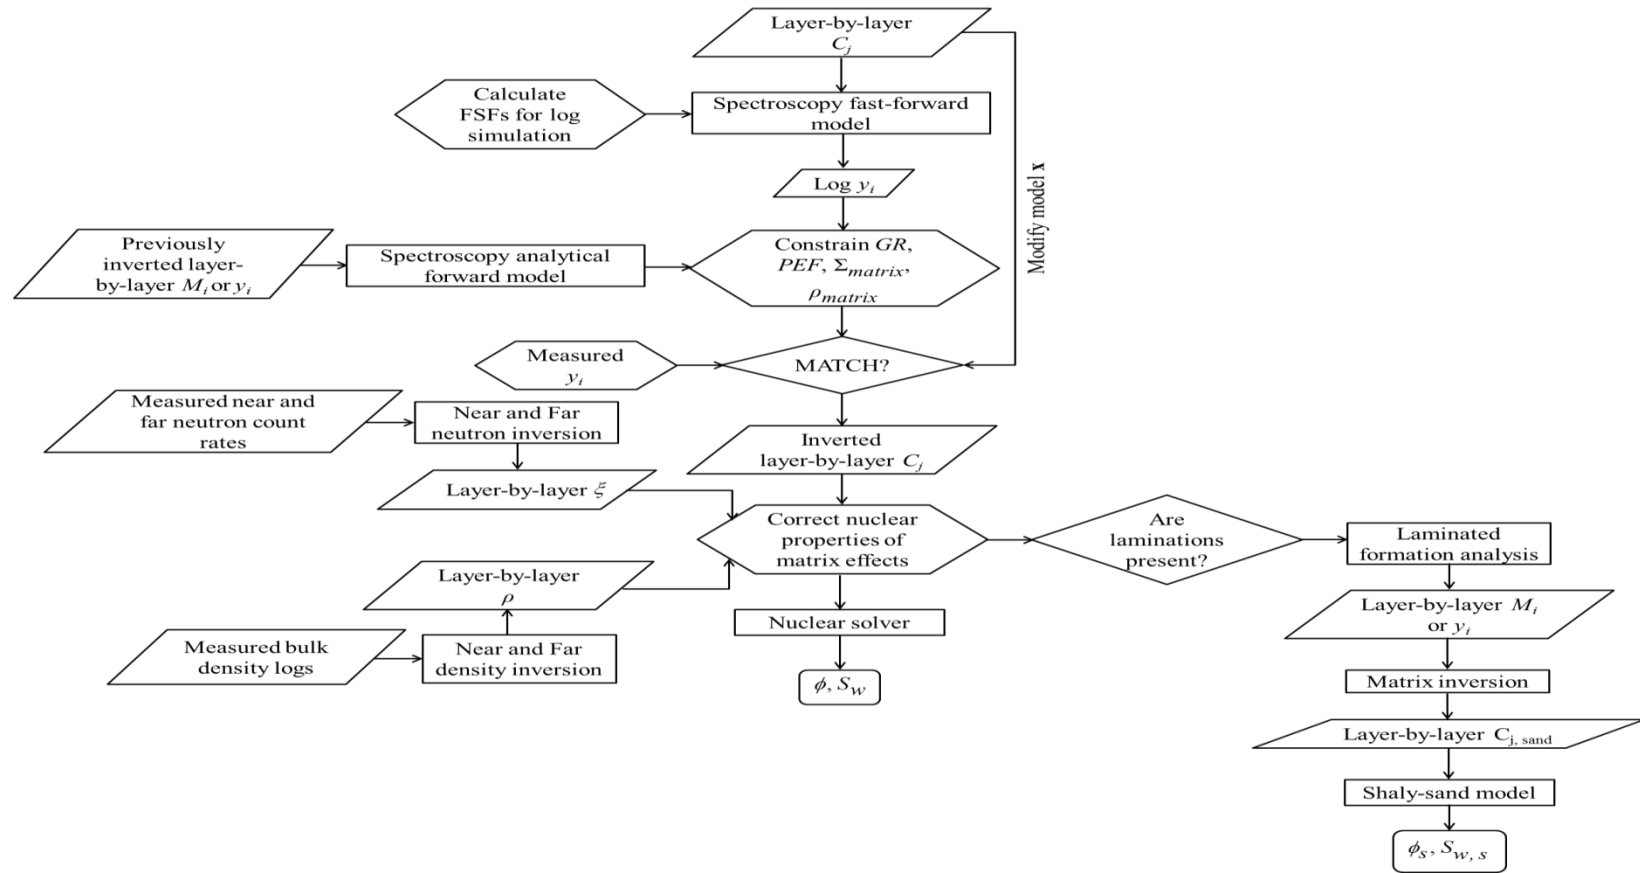 Layer-by-layer
C_j
Calculate
FSFs for log
simulation
Spectroscopy fast-forward
model
Modify model x
Log y_i
Previously
inverted layer-
by-layer M_i or y_i
Spectroscopy analytical
forward model
Constrain GR,
PEF, Σ_matrix,
ρ_matrix
Measured
y_i
MATCH?
Measured near and
far neutron count
rates
Near and Far
neutron inversion
Inverted
layer-by-layer C_j
Layer-by-layer ξ
Correct nuclear
properties of
matrix effects
Are
laminations
present?
Laminated
formation analysis
Layer-by-layer
ρ
Layer-by-layer M_i
or y_i
Nuclear solver
Measured bulk
density logs
Near and Far
density inversion
ϕ, S_w
Matrix inversion
Layer-by-layer C_j, sand
Shaly-sand model
ϕ_s, S_w, s